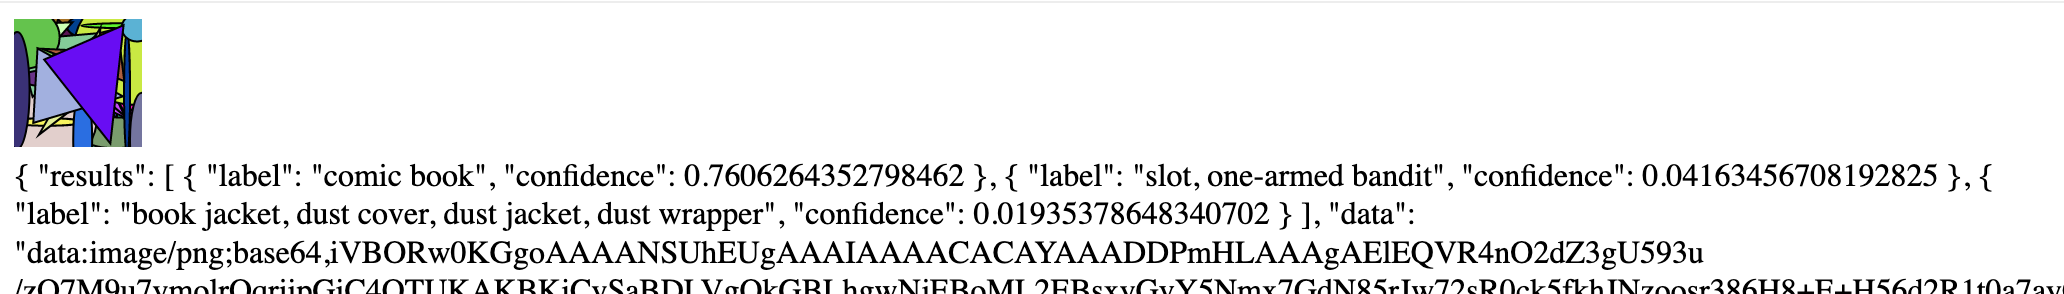 { "results": [ { "label": "comic book", "confidence": 0.7606264352798462 }, { "label": "slot, one-armed bandit", "confidence": 0.04163456708192825 }, {
"label": "book jacket, dust cover, dust jacket, dust wrapper", "confidence": 0.01935378648340702 } ], "data":
"data:image/png;base64,iVBORw0KGgoAAAANSUhEUgAAAIAAAACACAYAAADDPmHLAAAgAElEQVR4nO2dZ3gU593u